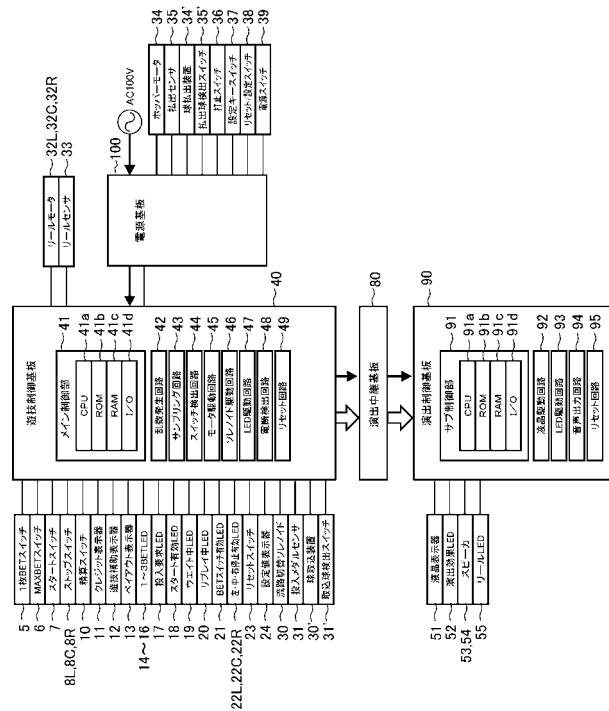 5 1枚BETスイッチ
6 MAXBETスイッチ
7 スタートスイッチ
8L,8C,8R ストップスイッチ
10 精算スイッチ
11 クレジット表示器
12 遊技補助表示器
13 ペイアウト表示器
14〜16 1〜3BETLED
17 投入要求LED
18 スタート有効LED
19 ウエイト中LED
20 リプレイ中LED
21 BETスイッチ有効LED
22L,22C,22R 左・中・右停止有効LED
23 リセットスイッチ
24 設定値表示器
30 流路切替ソレノイド
31 投入メダルセンサ
30' 球取込装置
31' 取込球検出スイッチ
遊技制御基板
40
メイン制御部 41
CPU 41a
ROM 41b
RAM 41c
I/O 41d
乱数発生回路 42
サンプリング回路 43
スイッチ検出回路 44
モータ駆動回路 45
ソレノイド駆動回路 46
LED駆動回路 47
電断検出回路 48
リセット回路 49
リールモータ 32L,32C,32R
リールセンサ 33
電源基板
100
AC100V
ホッパーモータ 34
払出センサ 35
球払出装置 34'
払出球検出スイッチ 35'
打止スイッチ 36
設定キースイッチ 37
リセット/設定スイッチ 38
電源スイッチ 39
演出中継基板 80
51 液晶表示器
52 演出効果LED
53,54 スピーカ
55 リールLED
演出制御基板 90
サブ制御部 91
CPU 91a
ROM 91b
RAM 91c
I/O 91d
液晶駆動回路 92
LED駆動回路 93
音声出力回路 94
リセット回路 95